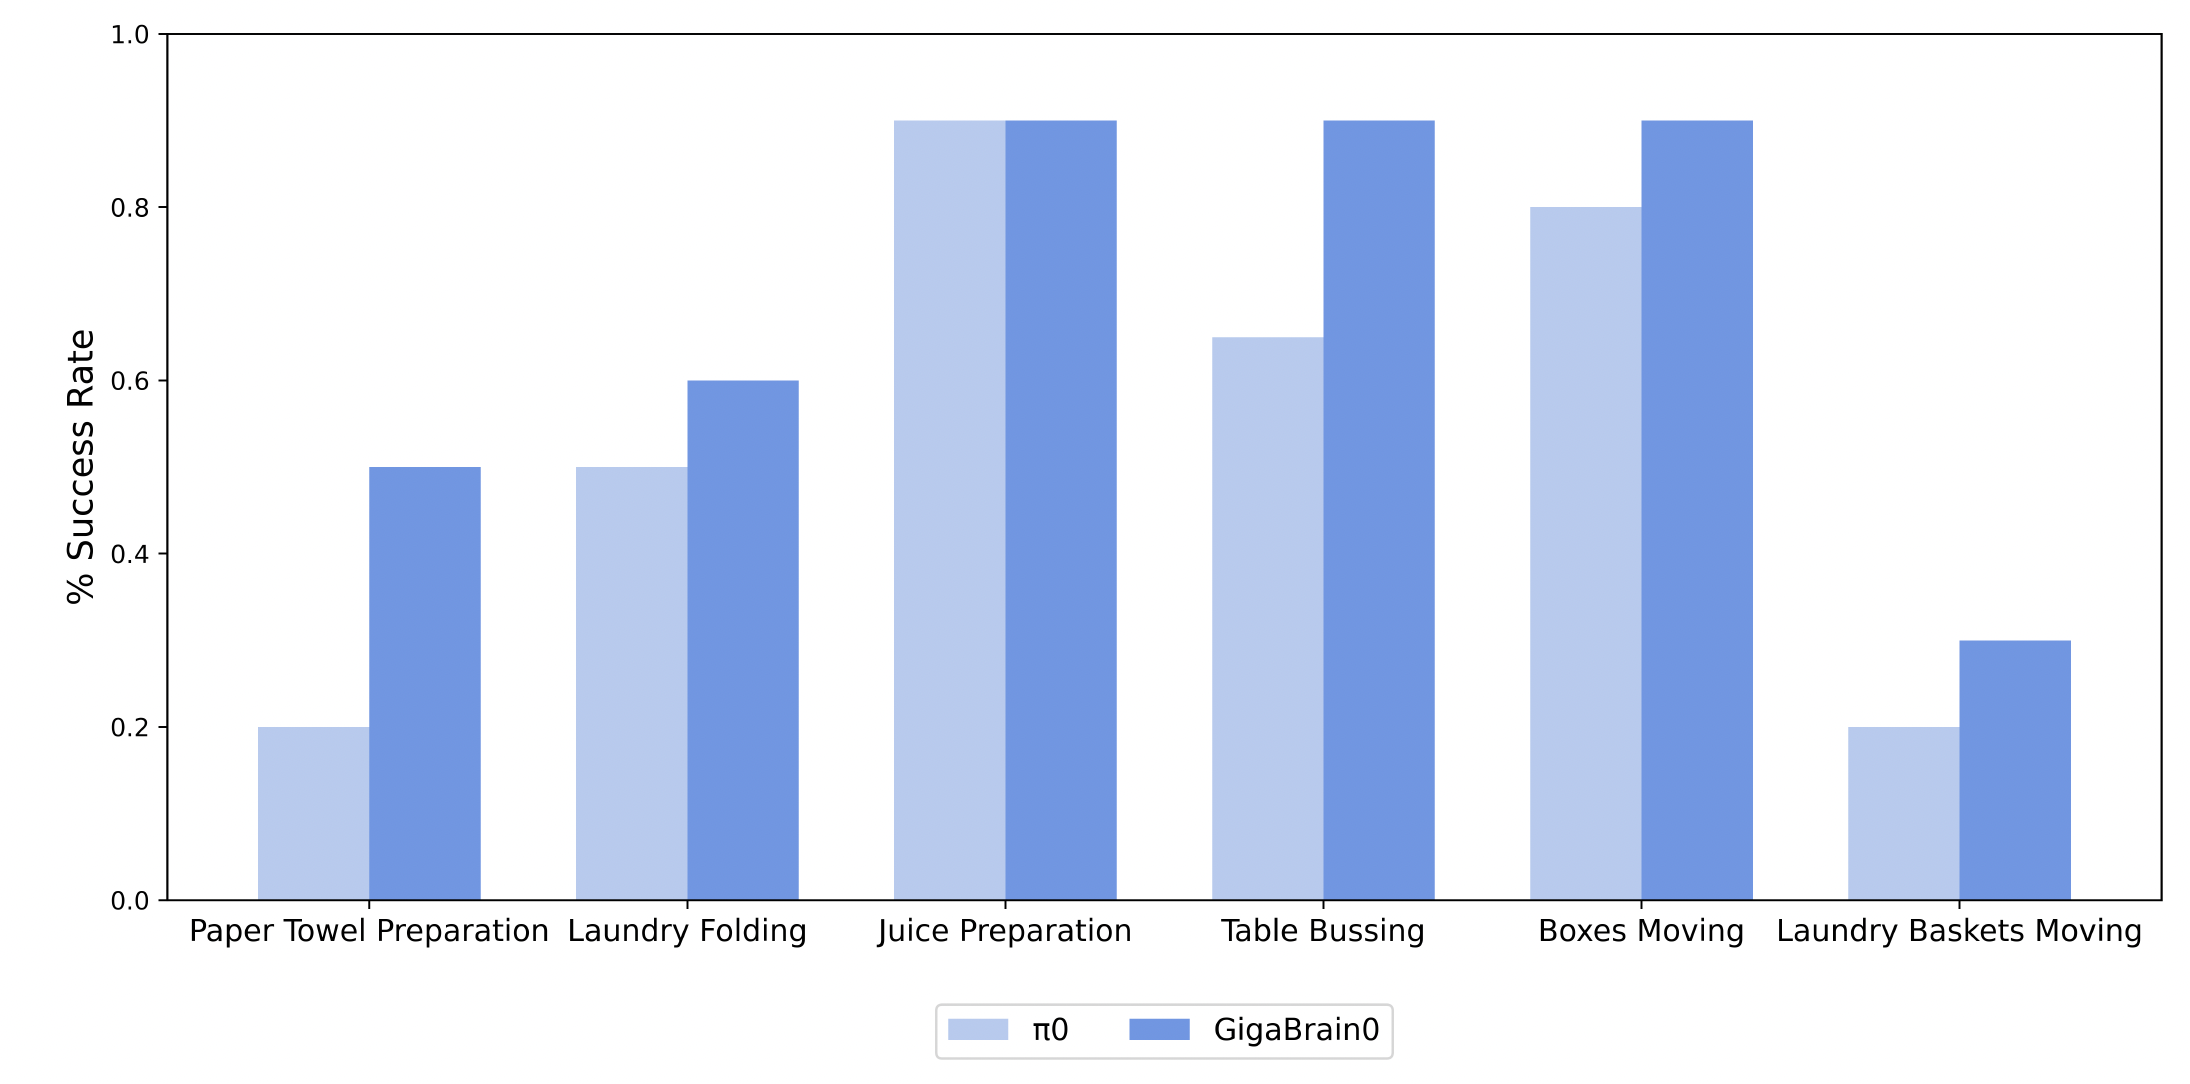 % Success Rate
1.0
0.8
0.6
0.4
0.2
0.0
Paper Towel Preparation Laundry Folding Juice Preparation Table Bussing Boxes Moving Laundry Baskets Moving
π0 GigaBrain0